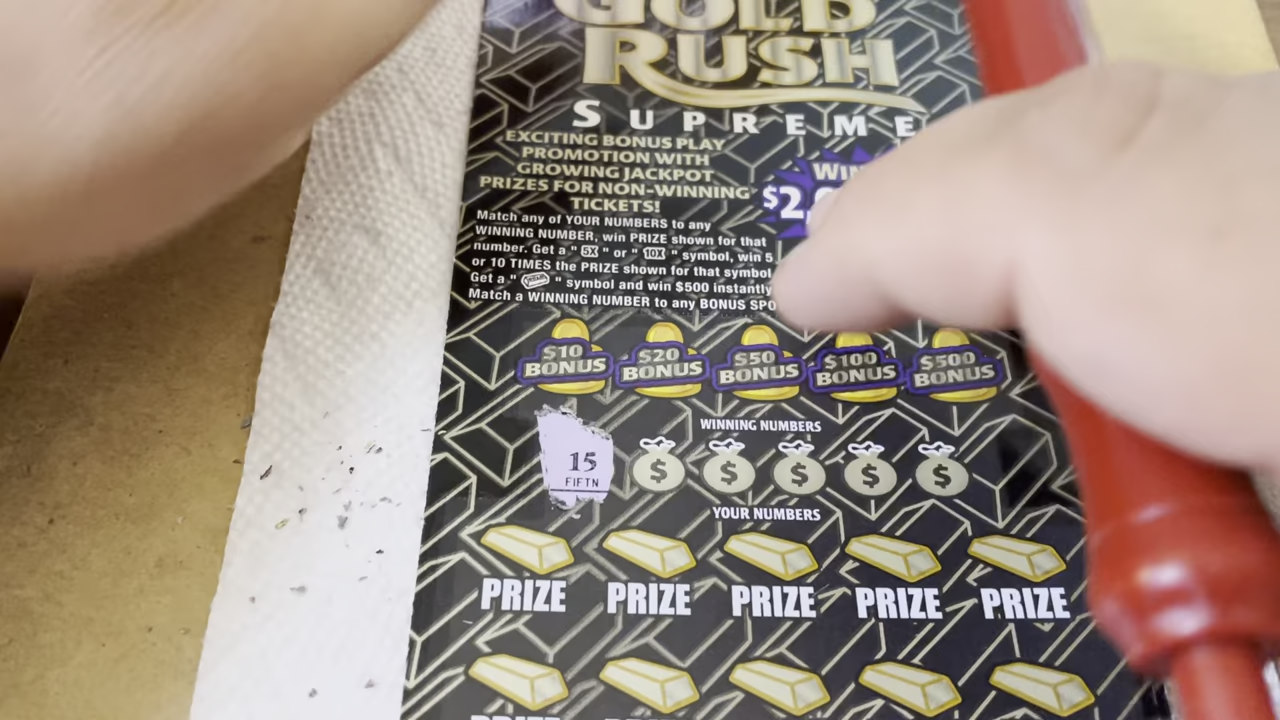 GOLD
RUSH
SUPREME
EXCITING BONUS PLAY
PROMOTION WITH
GROWING JACKPOT
PRIZES FOR NON-WINNING
TICKETS!
WIN
$2,
Match any of YOUR NUMBERS to any
WINNING NUMBER, win PRIZE shown for that
number. Get a " 5X " or " 10X " symbol, win 5
or 10 TIMES the PRIZE shown for that symbol
Get a " " symbol and win $500 instantly
Match a WINNING NUMBER to any BONUS SPO
$10 BONUS $20 BONUS $50 BONUS $100 BONUS $500 BONUS
WINNING NUMBERS
15 $ $ $ $ $
FIFTN
YOUR NUMBERS
PRIZE PRIZE PRIZE PRIZE PRIZE